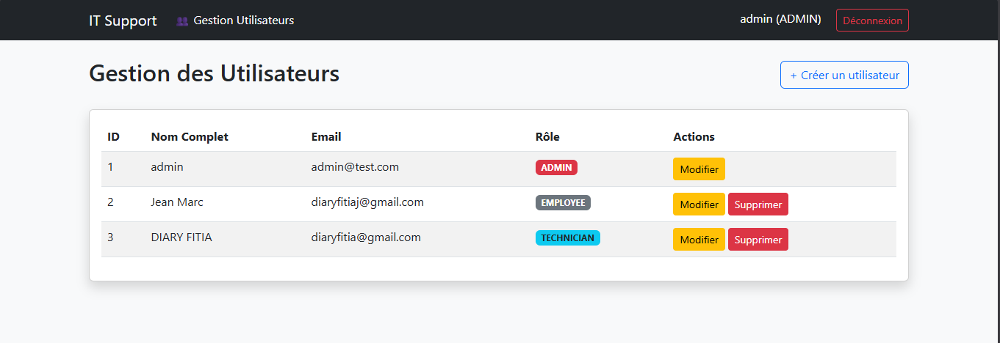 IT Support Gestion Utilisateurs admin (ADMIN) Déconnexion
Gestion des Utilisateurs + Créer un utilisateur
ID Nom Complet Email Rôle Actions
1 admin admin@test.com ADMIN Modifier
2 Jean Marc diaryfitiaj@gmail.com EMPLOYEE Modifier Supprimer
3 DIARY FITIA diaryfitia@gmail.com TECHNICIAN Modifier Supprimer